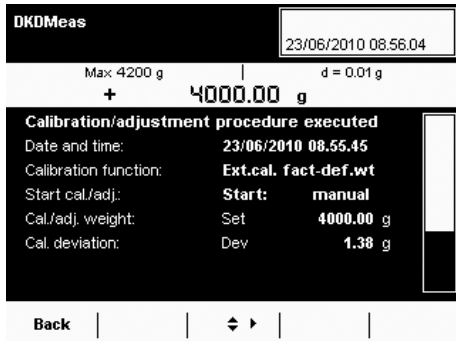 DKDMeas
23/06/2010 08.56.04
Max 4200 g d = 0.01 g
+ 4000.00 g
Calibration/adjustment procedure executed
Date and time: 23/06/2010 08.55.45
Calibration function: Ext.cal. fact-def.wt
Start cal./adj.: Start: manual
Cal./adj. weight: Set 4000.00 g
Cal. deviation: Dev 1.38 g
Back